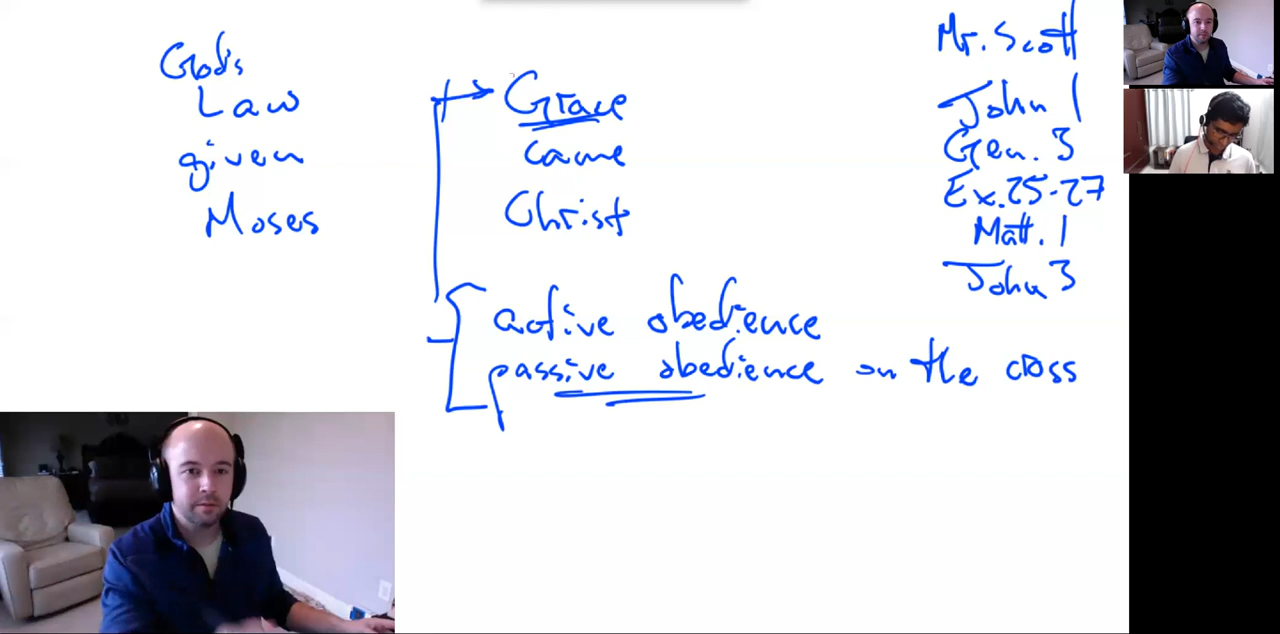 God's
Law
given
Moses
Grace
came
Christ
active obedience
passive obedience on the cross
Mr. Scott
John 1
Gen. 3
Ex. 25-27
Matt. 1
John 3